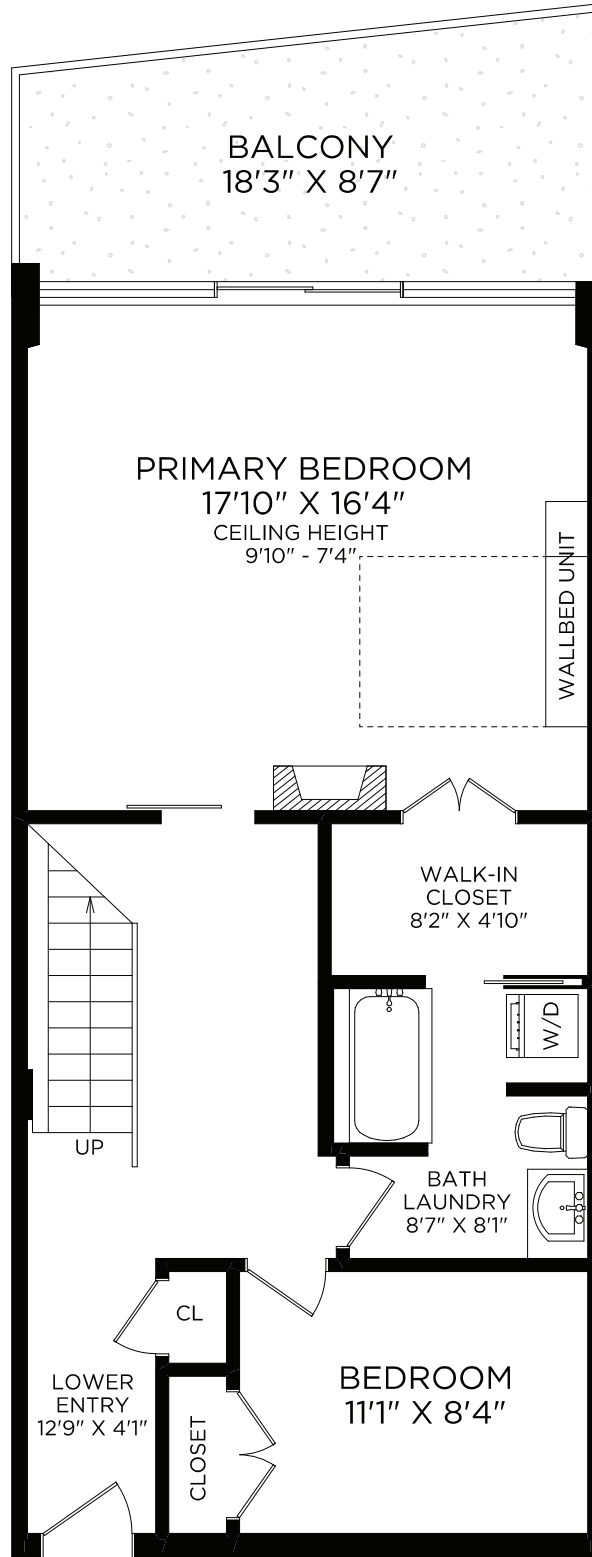 BALCONY
18'3" X 8'7"
PRIMARY BEDROOM
17'10" X 16'4"
CEILING HEIGHT
9'10" - 7'4"
WALLBED UNIT
WALK-IN
CLOSET
8'2" X 4'10"
W/D
UP
BATH
LAUNDRY
8'7" X 8'1"
CL
LOWER
ENTRY
12'9" X 4'1"
CLOSET
BEDROOM
11'1" X 8'4"